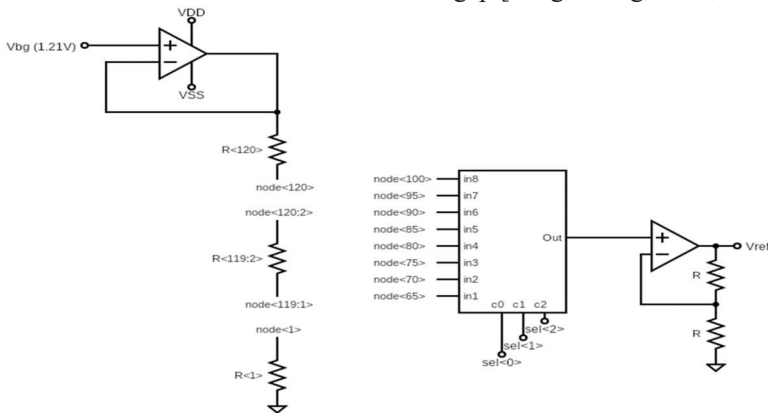 VDD
Vbg (1.21V)
+
-
VSS
R<120>
node<120>
node<120:2>
R<119:2>
node<119:1>
node<1>
R<1>
node<100>
node<95>
node<90>
node<85>
node<80>
node<75>
node<70>
node<65>
in8
in7
in6
in5
in4
in3
in2
in1
Out
c0 c1 c2
sel<2>
sel<1>
sel<0>
+
-
Vref
R
R